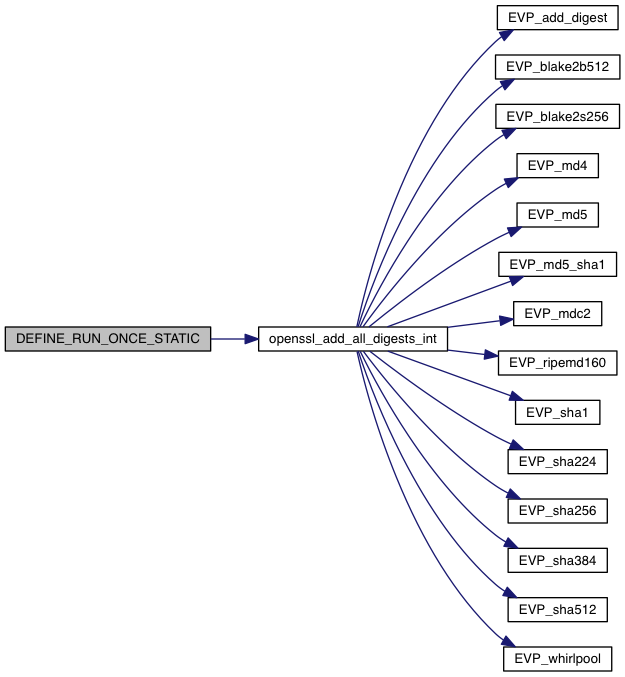 EVP_add_digest
EVP_blake2b512
EVP_blake2s256
EVP_md4
EVP_md5
EVP_md5_sha1
EVP_mdc2
DEFINE_RUN_ONCE_STATIC
openssl_add_all_digests_int
EVP_ripemd160
EVP_sha1
EVP_sha224
EVP_sha256
EVP_sha384
EVP_sha512
EVP_whirlpool